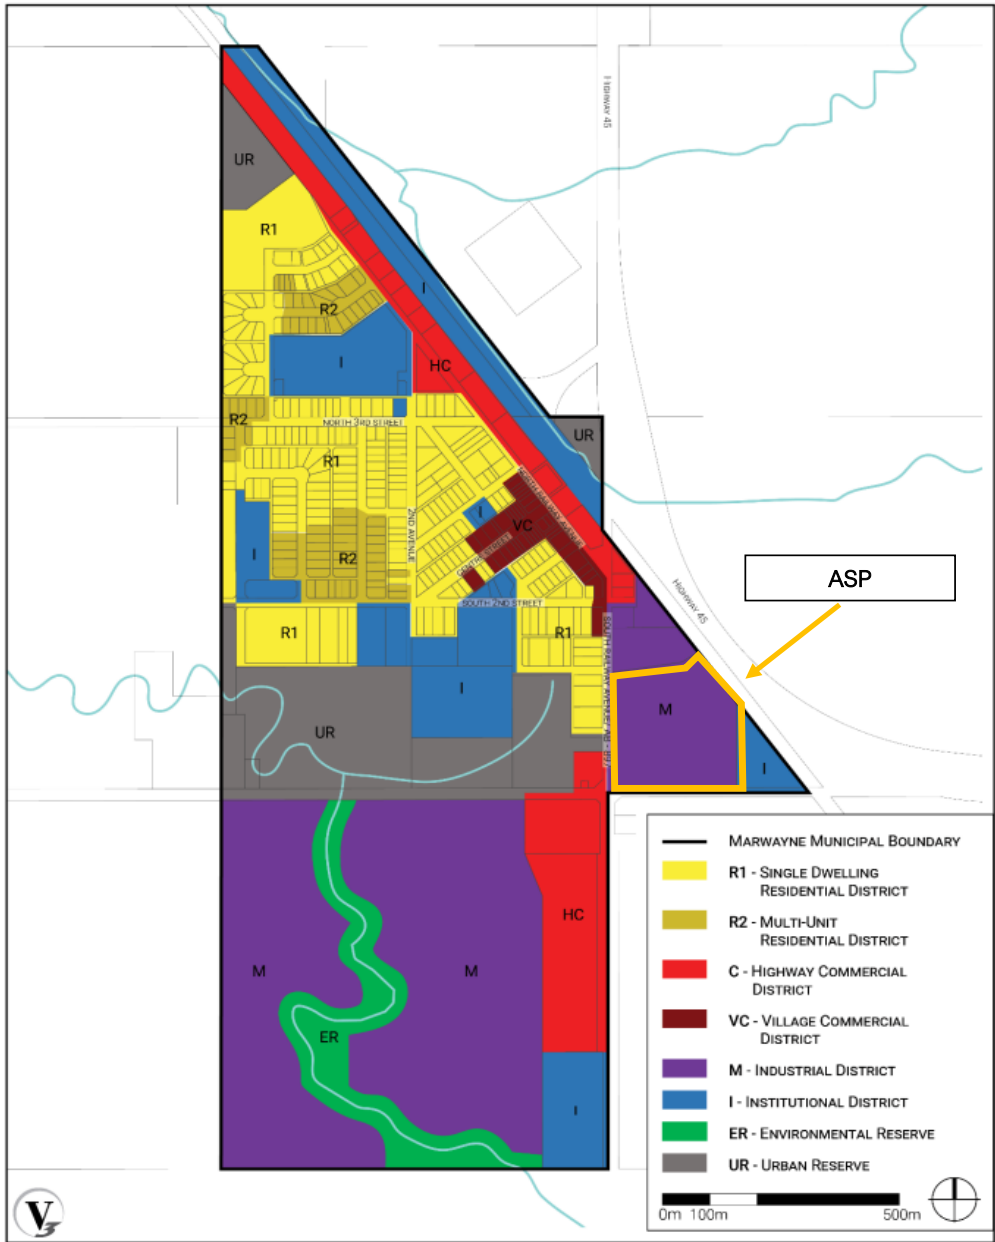 HIGHWAY 45
UR
R1
R2
I
I
HC
R2
NORTH 3RD STREET
UR
R1
I
VC
2ND AVENUE
CENTRE STREET
I
R2
ASP
HIGHWAY 45
SOUTH 2ND STREET
R1
R1
I
M
UR
I
HC
M
M
ER
I
MARWAYNE MUNICIPAL BOUNDARY
R1 - SINGLE DWELLING
RESIDENTIAL DISTRICT
R2 - MULTI-UNIT
RESIDENTIAL DISTRICT
C - HIGHWAY COMMERCIAL
DISTRICT
VC - VILLAGE COMMERCIAL
DISTRICT
M - INDUSTRIAL DISTRICT
I - INSTITUTIONAL DISTRICT
ER - ENVIRONMENTAL RESERVE
UR - URBAN RESERVE
0m 100m 500m
V3